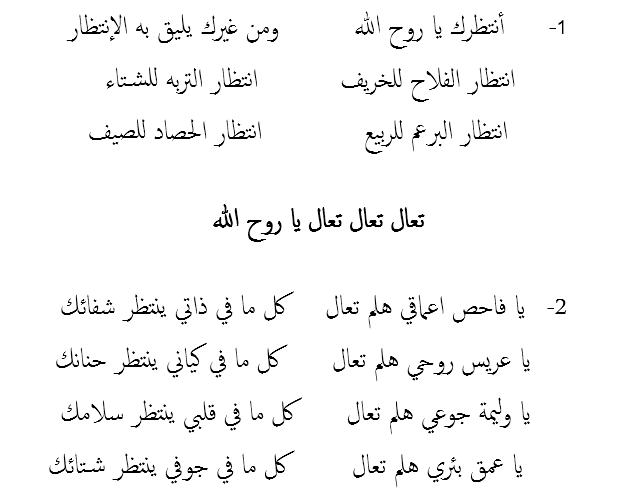 1- أنتظرك يا روح الله ومن غيرك يليق به الإنتظار
انتظار الفلاح للخريف انتظار التربه للشتاء
انتظار البرعم للربيع انتظار الحصاد للصيف
تعال تعال تعال يا روح الله
2- يا فاحص اعماقي هلم تعال كل ما في ذاتي ينتظر شفائك
يا عريس روحي هلم تعال كل ما في كياني ينتظر حنانك
يا وليمة جوعي هلم تعال كل ما في قلبي ينتظر سلامك
يا عمق بئري هلم تعال كل ما في جوفي ينتظر شتائك